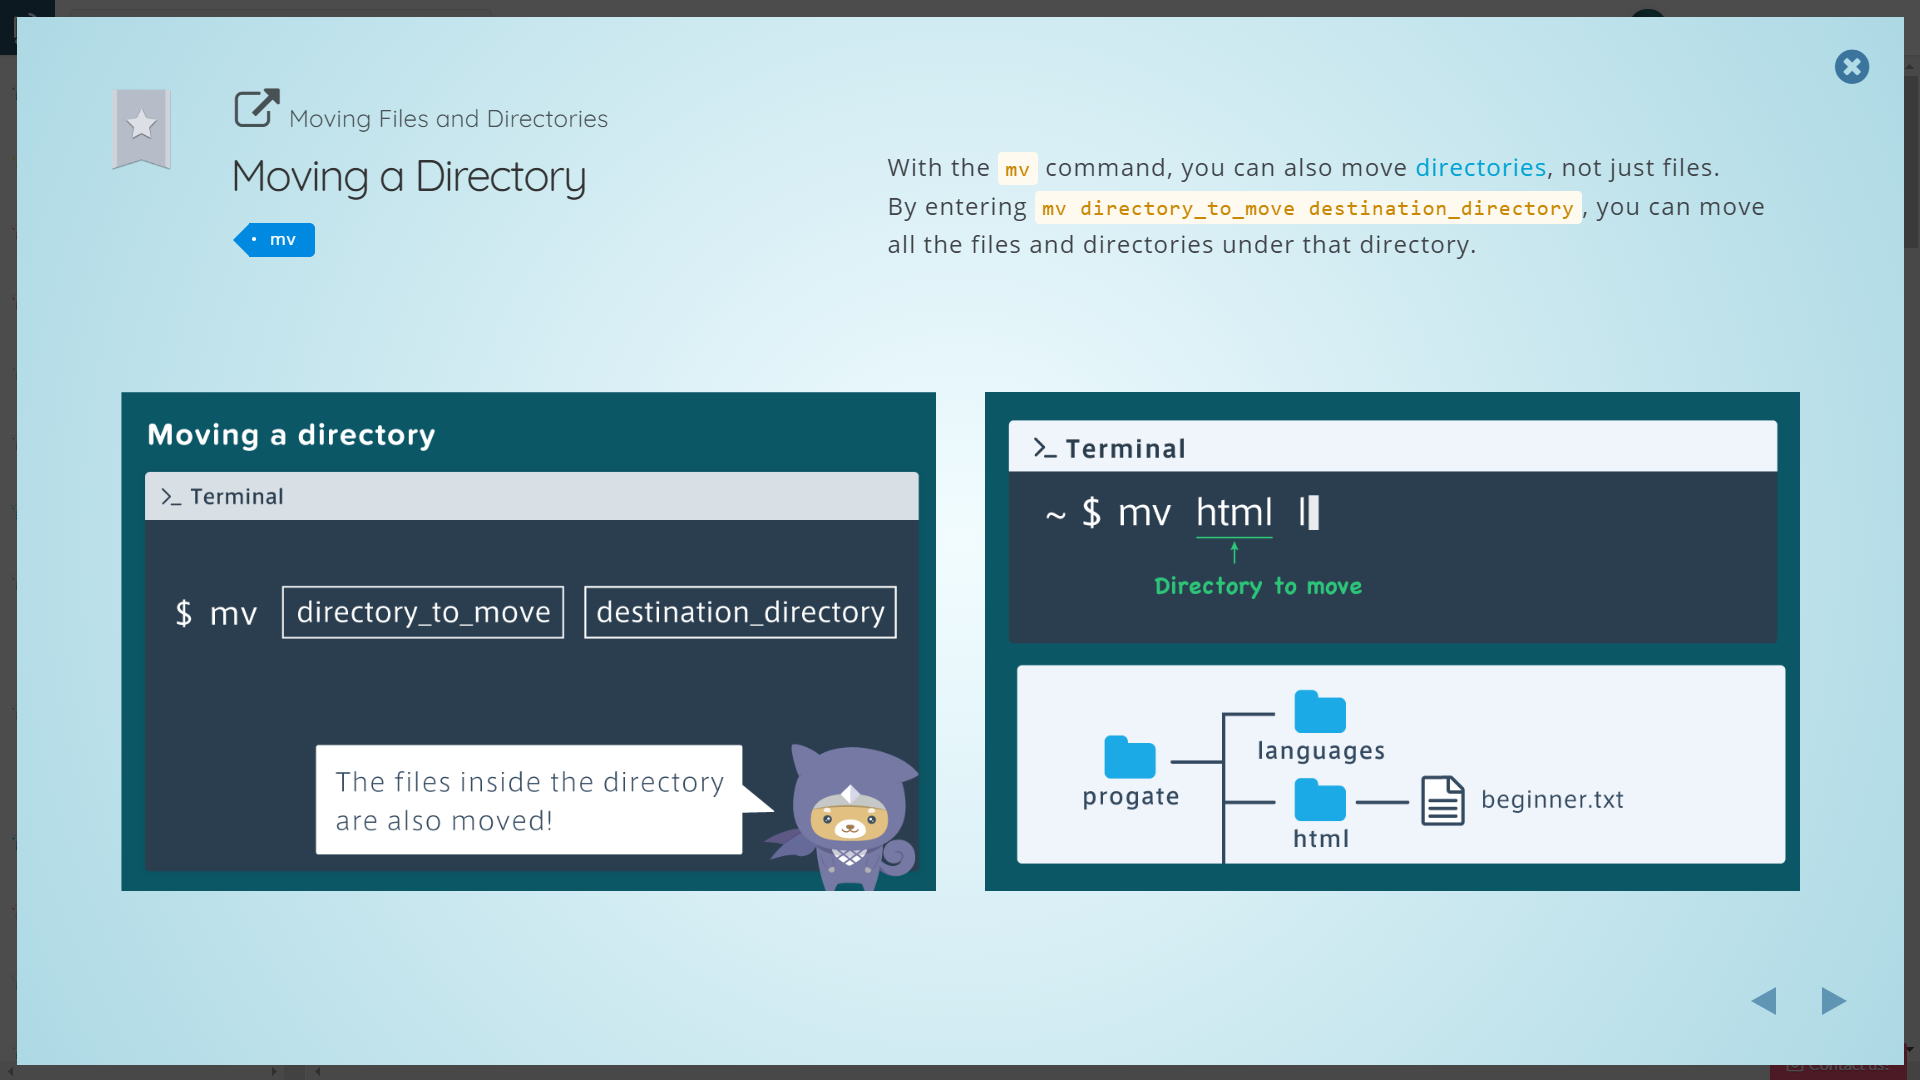 Moving Files and Directories
Moving a Directory
mv
With the mv command, you can also move directories, not just files.
By entering mv directory_to_move destination_directory, you can move
all the files and directories under that directory.
Moving a directory
>_ Terminal
$ mv directory_to_move destination_directory
The files inside the directory
are also moved!
>_ Terminal
~ $ mv html l
Directory to move
languages
progate
beginner.txt
html
Contact us!